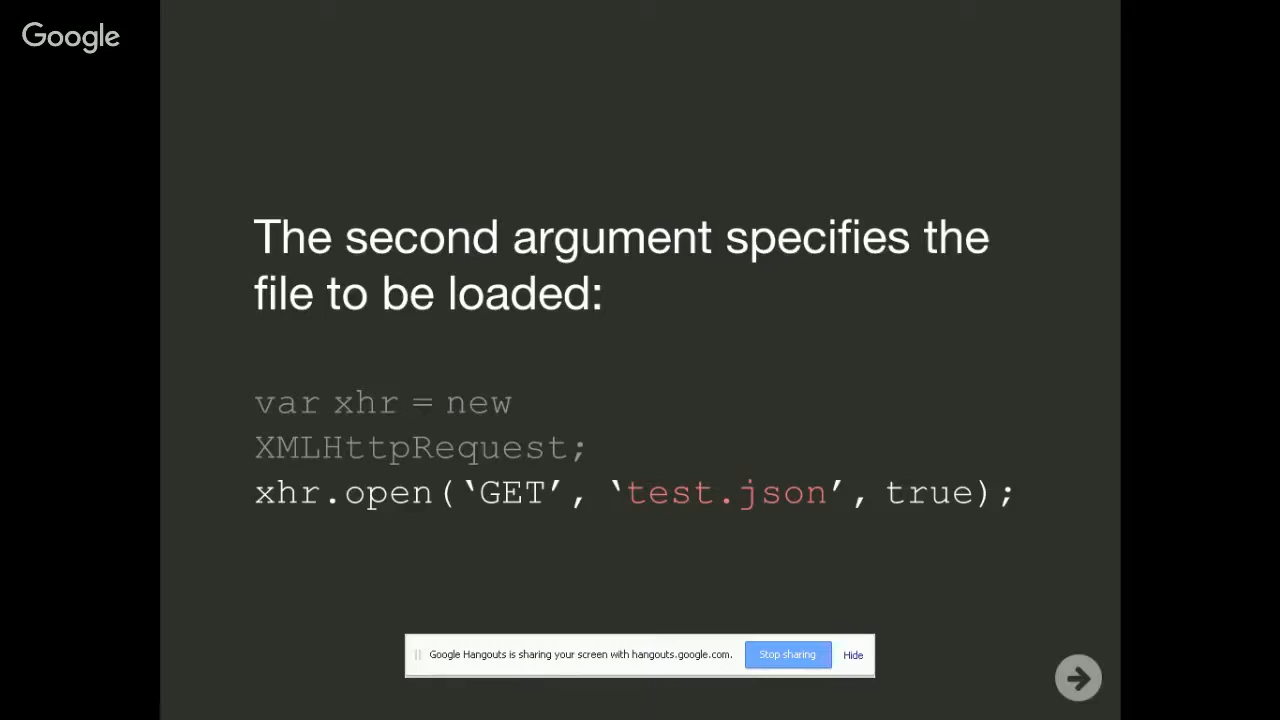 Google
The second argument specifies the
file to be loaded:
var xhr = new
XMLHttpRequest;
xhr.open(‘GET’, ‘test.json’, true);
Google Hangouts is sharing your screen with hangouts.google.com.
Stop sharing
Hide